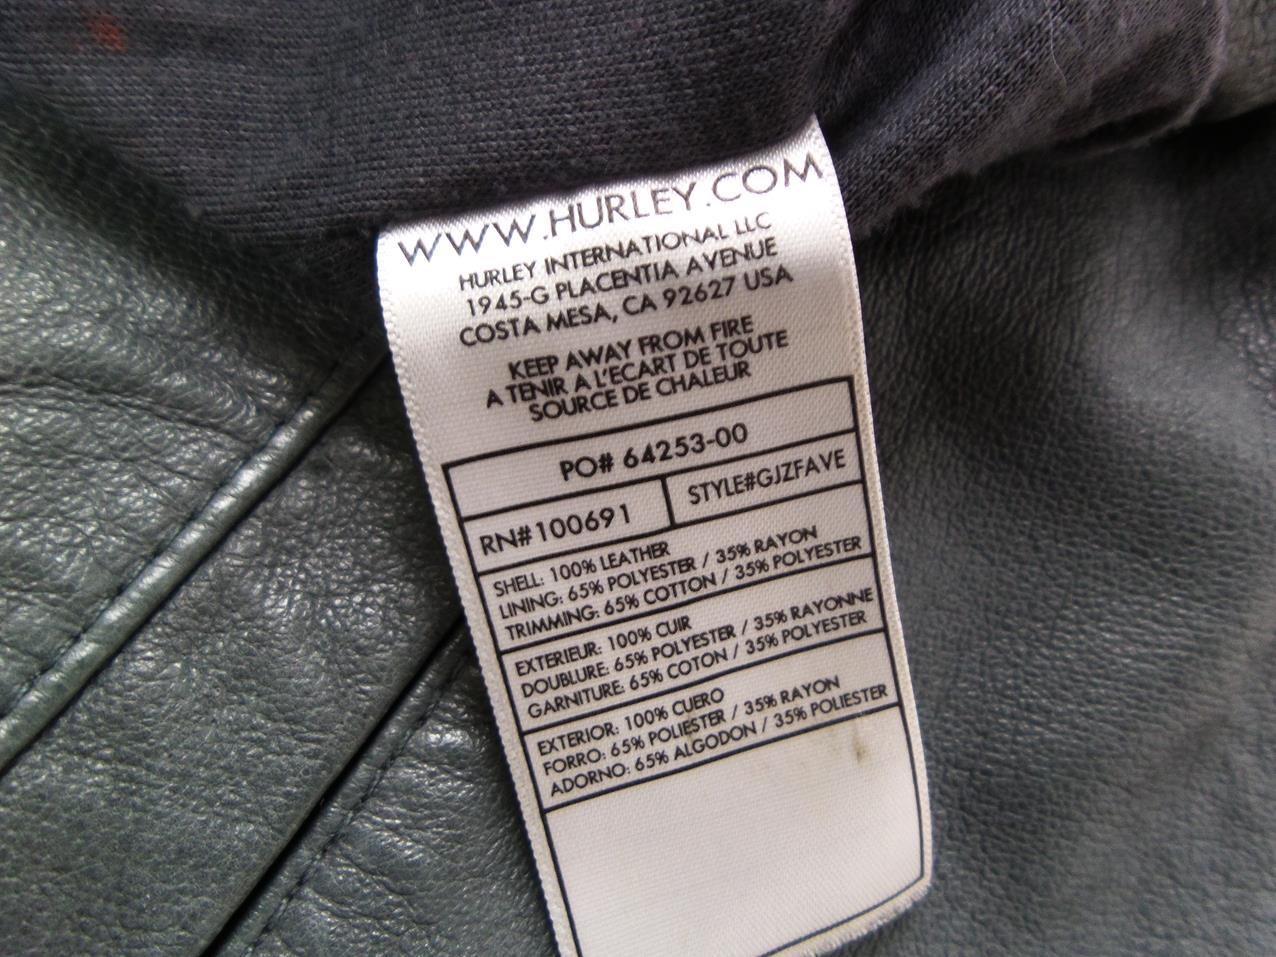 WWW.HURLEY.COM
HURLEY INTERNATIONAL LLC
1945-G PLACENTIA AVENUE
COSTA MESA, CA 92627 USA
KEEP AWAY FROM FIRE
A TENIR A L'ECART DE TOUTE
SOURCE DE CHALEUR
PO# 64253-00
RN#100691 STYLE#GJZFAVE
SHELL: 100% LEATHER
LINING: 65% POLYESTER / 35% RAYON
TRIMMING: 65% COTTON / 35% POLYESTER
EXTERIEUR: 100% CUIR
DOUBLURE: 65% POLYESTER / 35% RAYONNE
GARNITURE: 65% COTON / 35% POLYESTER
EXTERIOR: 100% CUERO
FORRO: 65% POLIESTER / 35% RAYON
ADORNO: 65% ALGODON / 35% POLIESTER